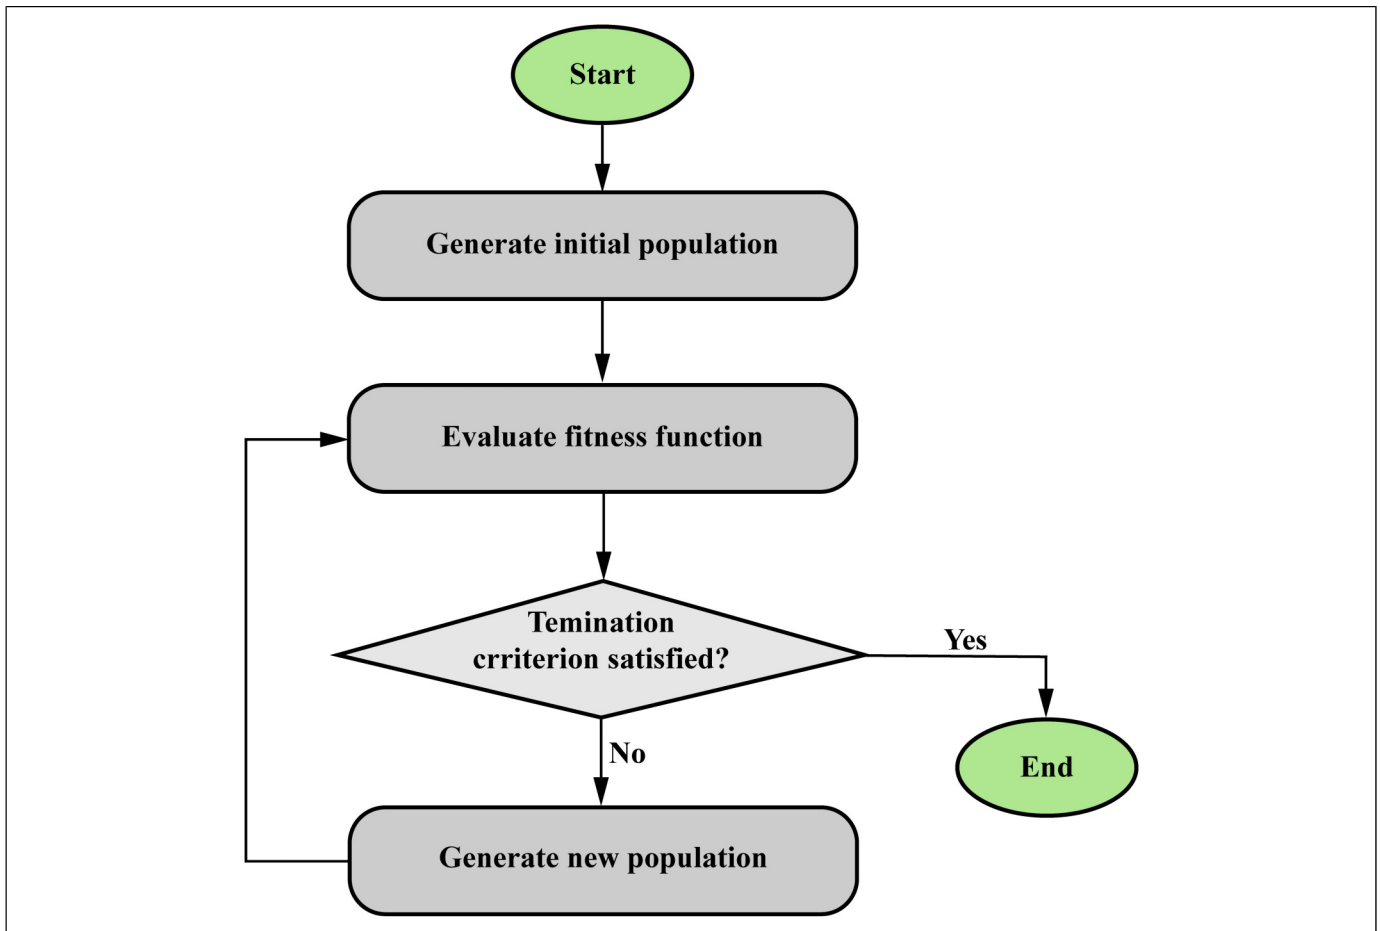 Start
Generate initial population
Evaluate fitness function
Temination
crriterion satisfied?
Yes
No
End
Generate new population